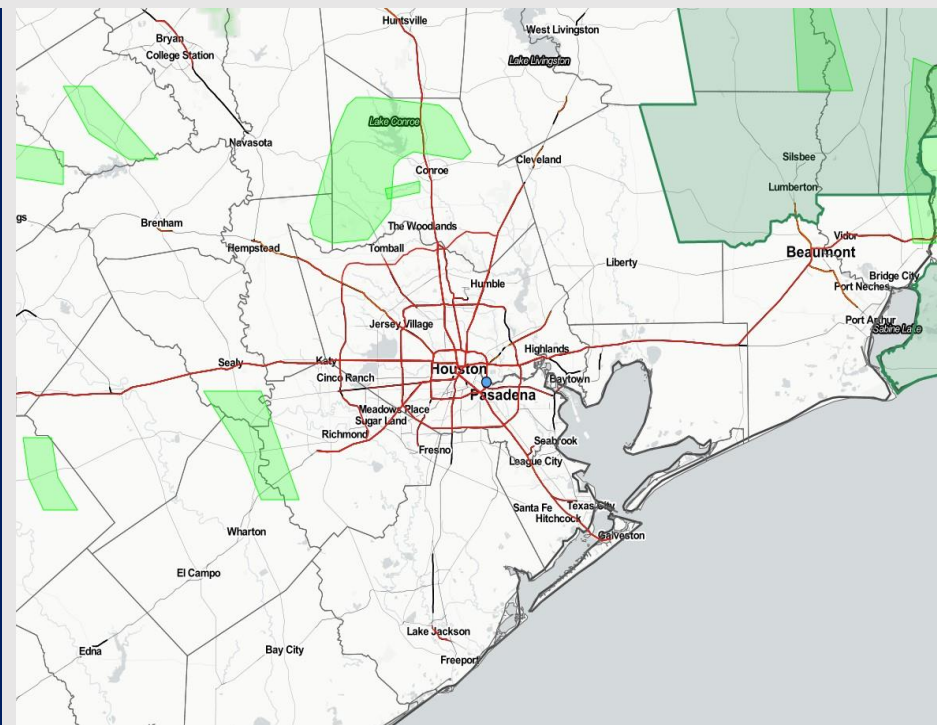 Huntsville
West Livingston
Bryan
College Station
Lake Livingston
Lake Conroe
Navasota
Silsbee
Cleveland
Conroe
Lumberton
gs
Brenham
The Woodlands
Vidor
Hempstead
Tomball
Beaumont
Liberty
Bridge City
Humble
Port Neches
Port Arthur
Jersey Village
Sabine Lake
Highlands
Sealy
Katy
Houston
Cinco Ranch
Baytown
Pasadena
Meadows Place
Sugar Land
Richmond
Seabrook
Fresno
League City
Santa Fe
Texas City
Hitchcock
Wharton
Galveston
El Campo
Lake Jackson
Edna
Bay City
Freeport